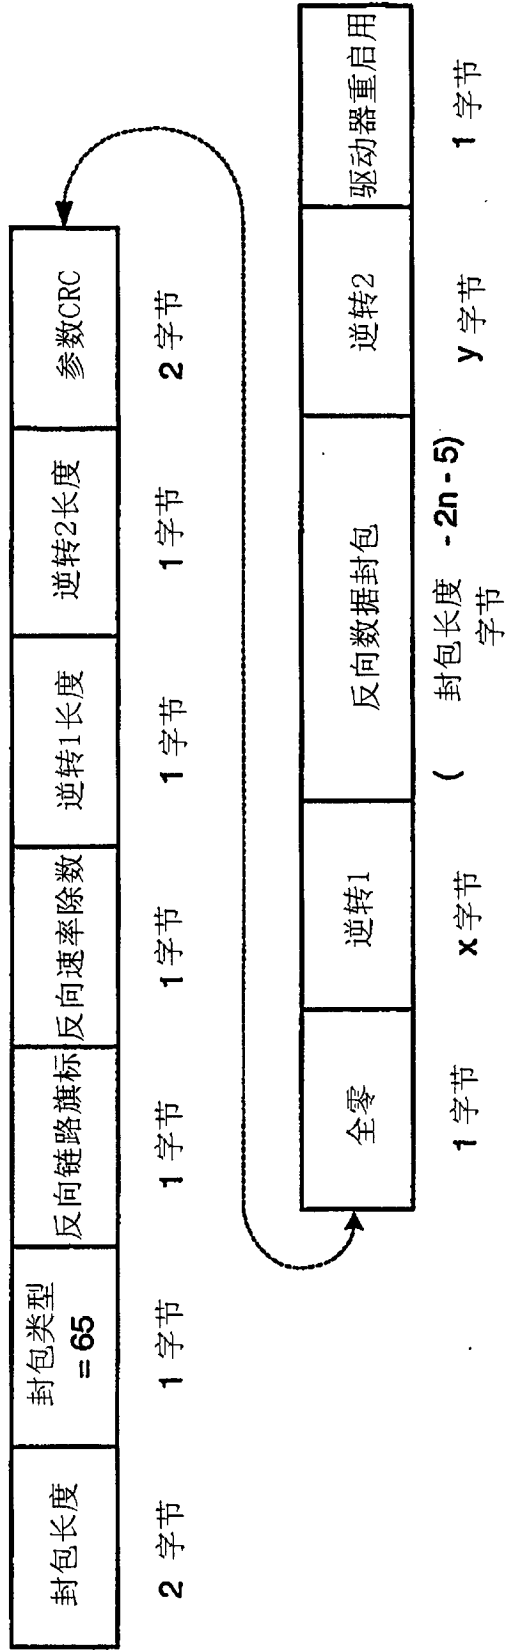 封包长度
封包类型
=65
反向链路旗标
反向速率除数
逆转1长度
逆转2长度
参数CRC
2 字节
1 字节
1 字节
1 字节
1 字节
1 字节
2 字节
全零
逆转1
反向数据封包
逆转2
驱动器重启用
1 字节
x 字节
( 封包长度 - 2n - 5)
字节
y 字节
1 字节